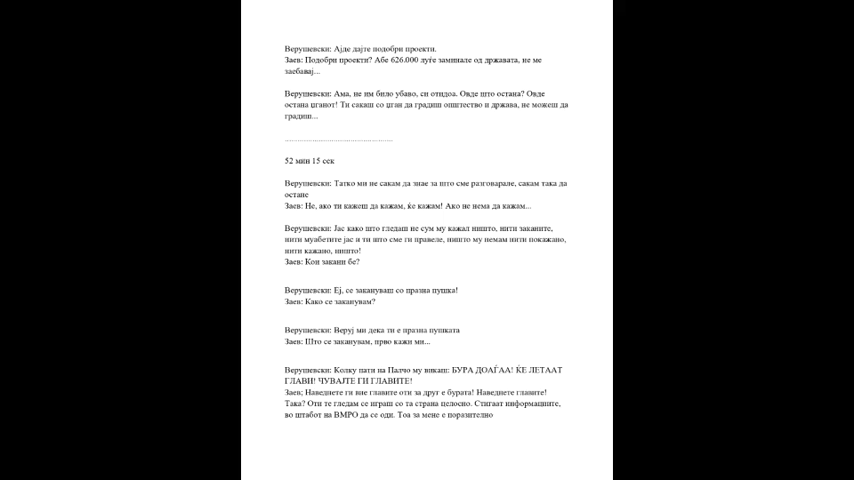 Верушевски: Ајде дајте подобри проекти.
Заев: Подобри проекти? Абе 626.000 луѓе заминале од државата, не ме
заебавај...
Верушевски: Ама, не им било убаво, си отидоа. Овде што остана? Овде
остана џганот! Ти сакаш со џган да градиш општество и држава, не можеш да
градиш...
.......................................................
52 мин 15 сек
Верушевски: Татко ми не сакам да знае за што сме разговарале, сакам така да
остане
Заев: Не, ако ти кажеш да кажам, ќе кажам! Ако не нема да кажам...
Верушевски: Јас како што гледаш не сум му кажал ништо, нити заканите,
нити муабетите јас и ти што сме ги правеле, ништо му немам нити покажано,
нити кажано, ништо!
Заев: Кои закани бе?
Верушевски: Еј, се закануваш со празна пушка!
Заев: Како се заканувам?
Верушевски: Веруј ми дека ти е празна пушката
Заев: Што се заканувам, прво кажи ми...
Верушевски: Колку пати на Палчо му викаш: БУРА ДОАЃА! ЌЕ ЛЕТААТ
ГЛАВИ! ЧУВАЈТЕ ГИ ГЛАВИТЕ!
Заев; Наведнете ги вие главите оти за друг е бурата! Наведнете главите!
Така? Оти те гледам се играш со та страна целосно. Стигаат информациите,
во штабот на ВМРО да се оди. Тоа за мене е поразително